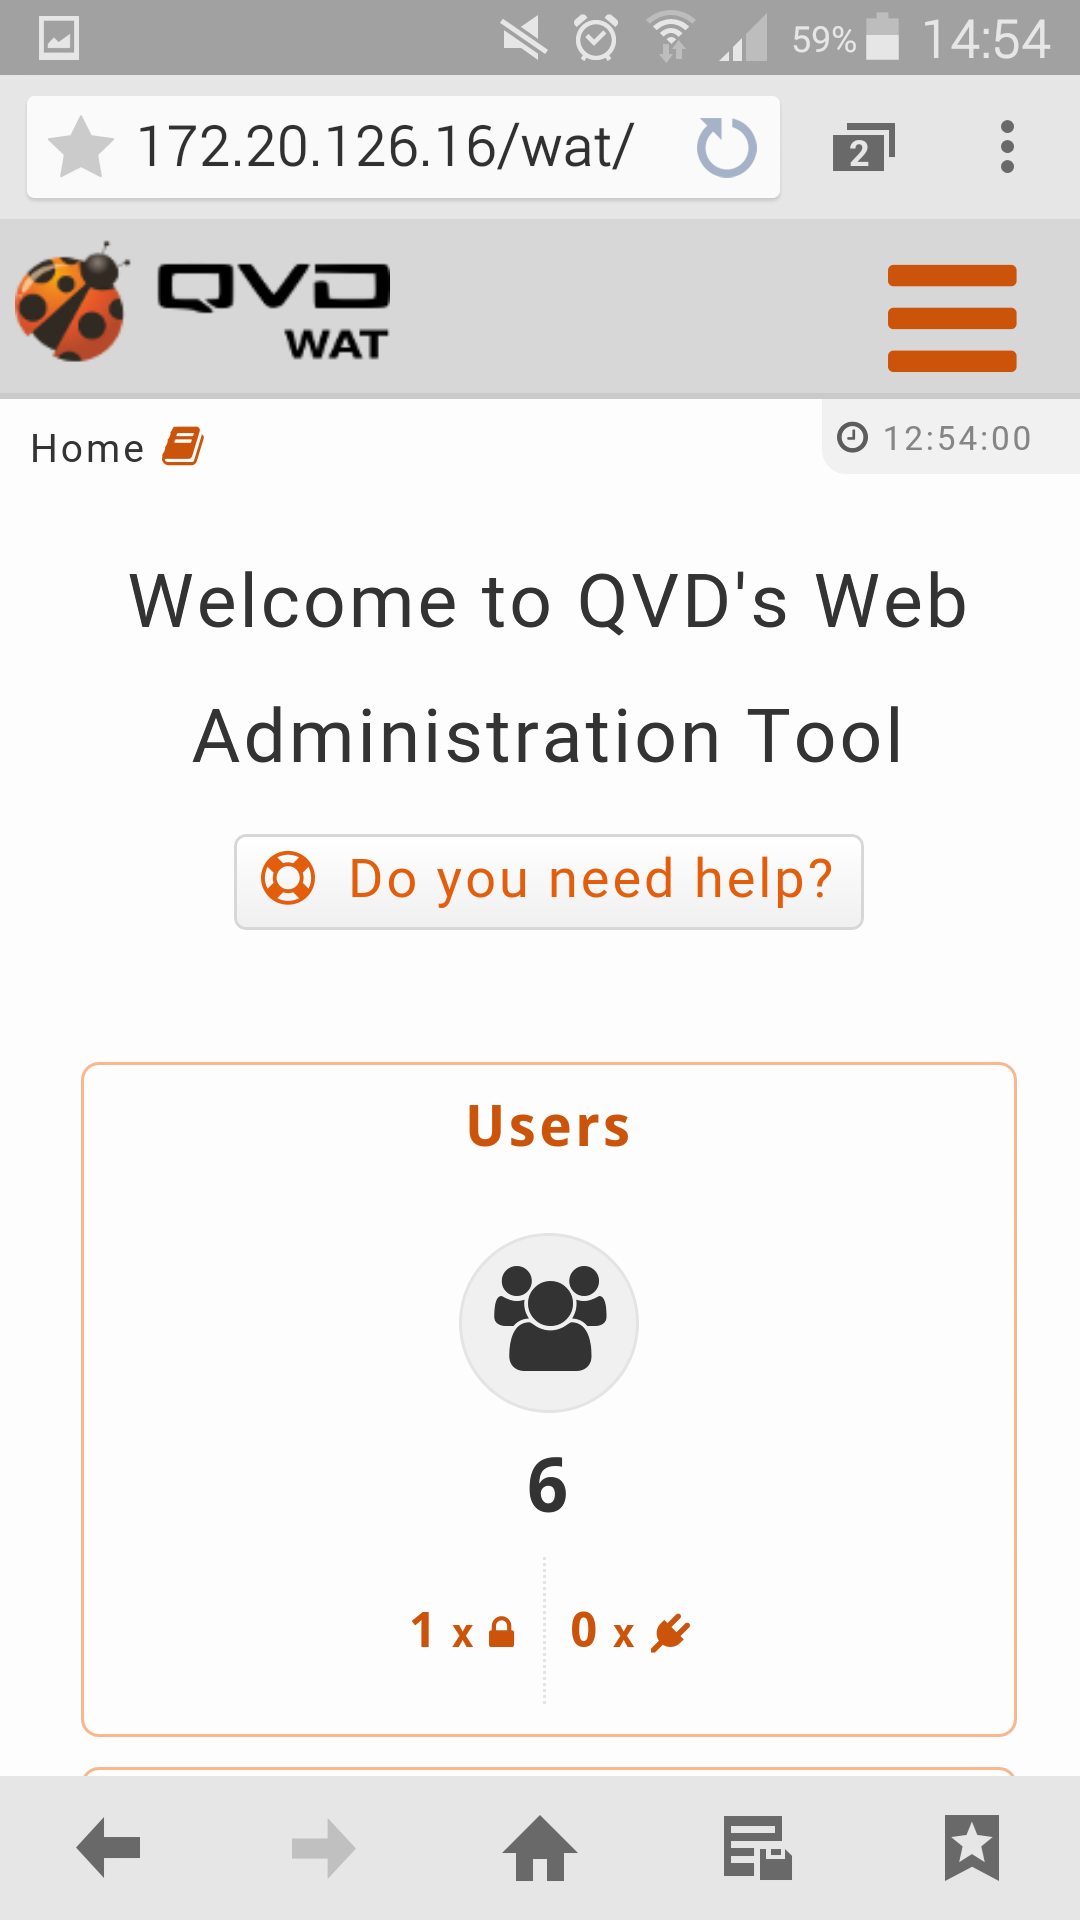 59% 14:54
172.20.126.16/wat/
2
QVD
WAT
Home
12:54:00
Welcome to QVD's Web
Administration Tool
Do you need help?
Users
6
1 x
0 x